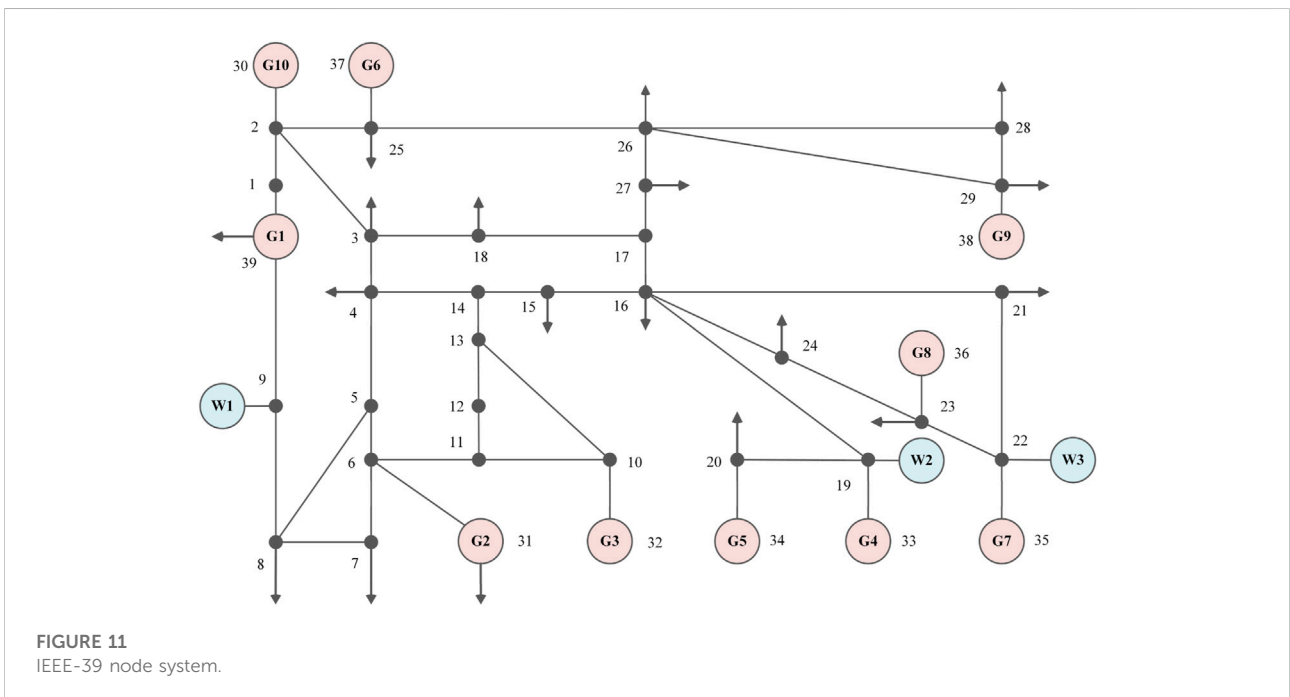 30 G10 37 G6
2 25 26 28
1 27 29
G1 39 3 18 17 38 G9
4 14 15 16 21
13 24
G8 36
9 W1 5 12 23
6 11 10 20 19 W2 22 W3
8 7 G2 31 G3 32 G5 34 G4 33 G7 35
FIGURE 11
IEEE-39 node system.